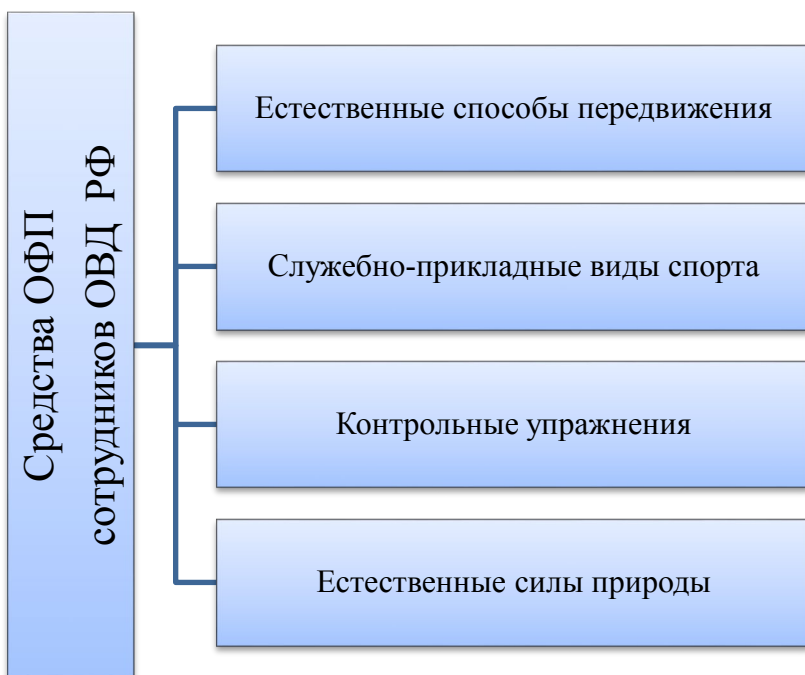 Средства ОФП
сотрудников ОВД РФ
Естественные способы передвижения
Служебно-прикладные виды спорта
Контрольные упражнения
Естественные силы природы